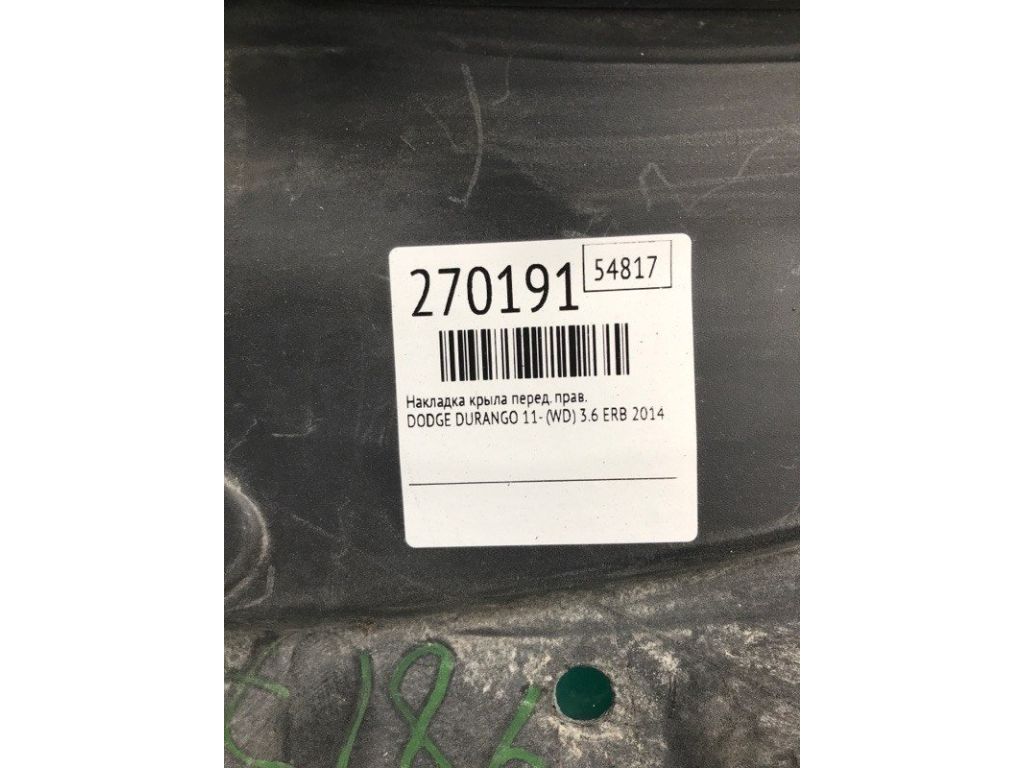 270191
54817
Накладка крыла перед. прав.
DODGE DURANGO 11- (WD) 3.6 ERB 2014